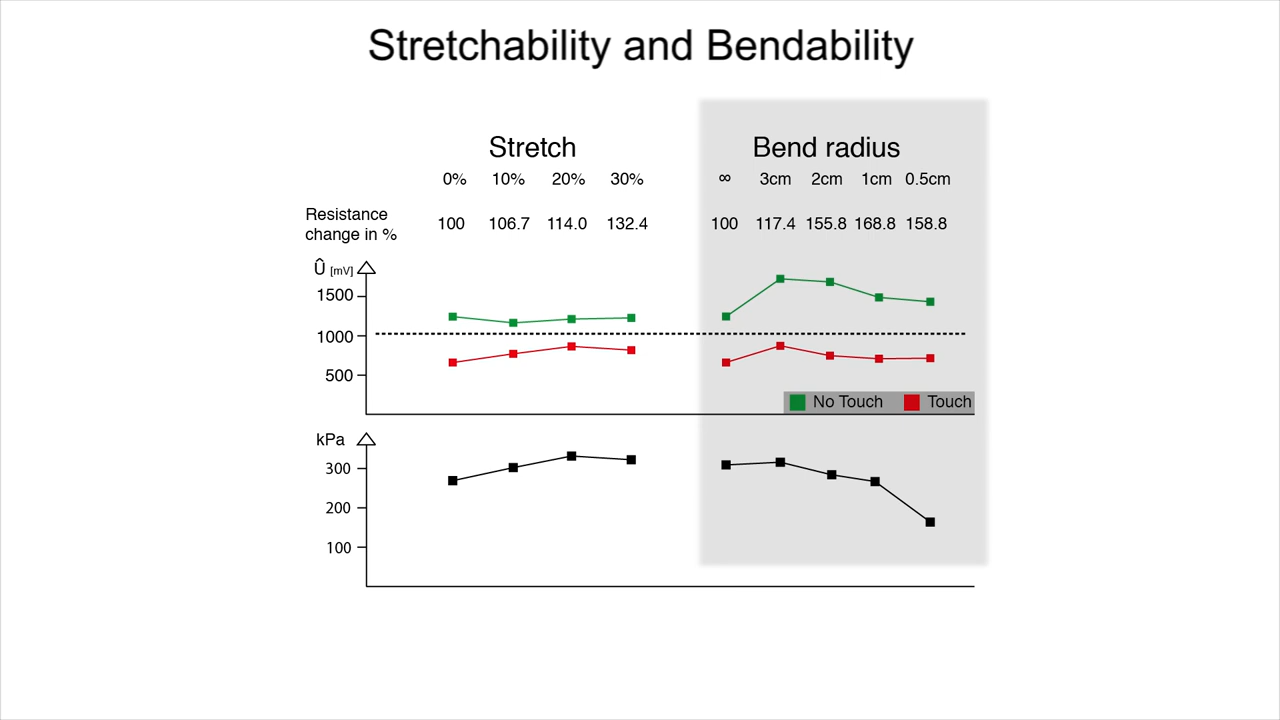 Stretchability and Bendability
Stretch
Bend radius
0% 10% 20% 30% ∞ 3cm 2cm 1cm 0.5cm
Resistance
change in %
100 106.7 114.0 132.4 100 117.4 155.8 168.8 158.8
Û [mV]
1500
1000
500
No Touch Touch
kPa
300
200
100